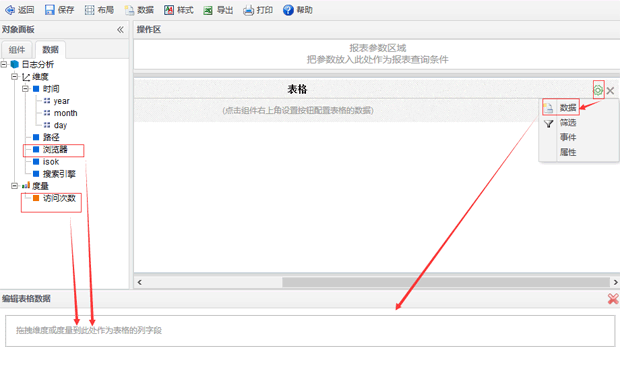 返回 保存 布局 数据 样式 导出 打印 帮助
对象面板
操作区
组件 数据
日志分析
维度
时间
year
month
day
路径
浏览器
isok
搜索引擎
度量
访问次数
报表参数区域
把参数放入此处作为报表查询条件
表格
(点击组件右上角设置按钮配置表格的数据)
数据
筛选
事件
属性
编辑表格数据
拖拽维度或度量到此处作为表格的列字段